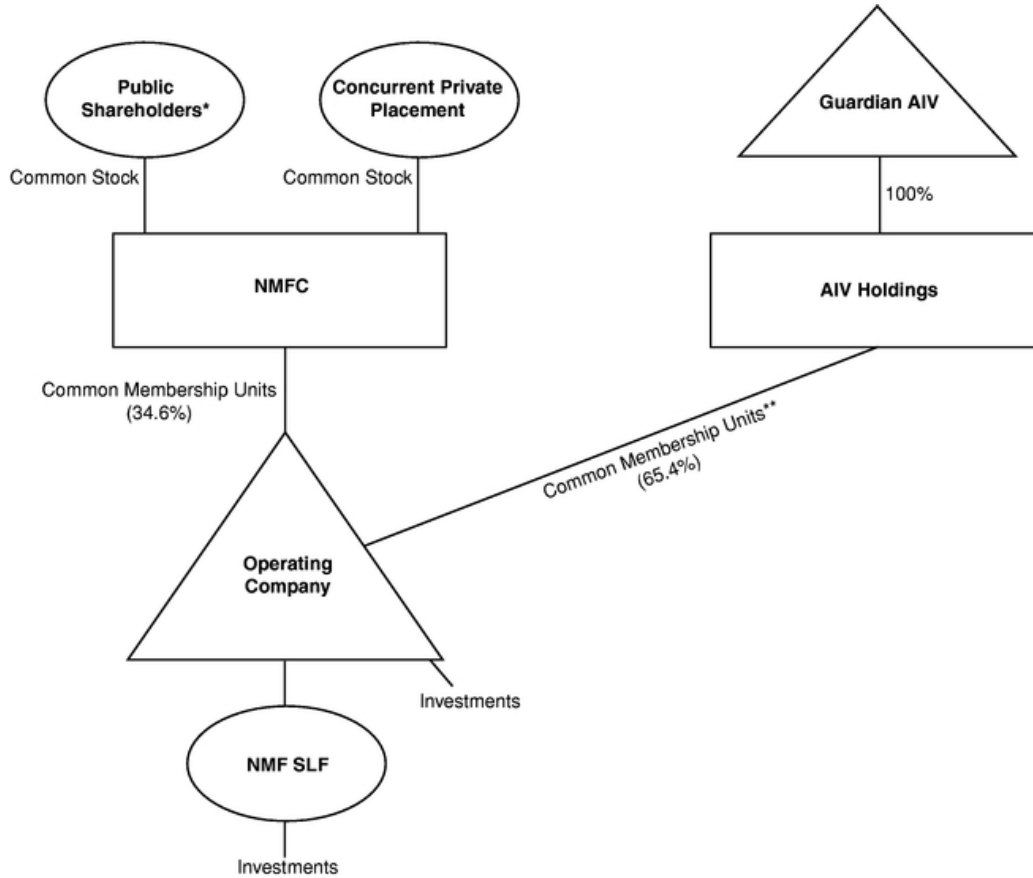 Public
Shareholders*
Concurrent Private
Placement
Guardian AIV
Common Stock
Common Stock
100%
NMFC
AIV Holdings
Common Membership Units
(34.6%)
Common Membership Units**
(65.4%)
Operating
Company
Investments
NMF SLF
Investments